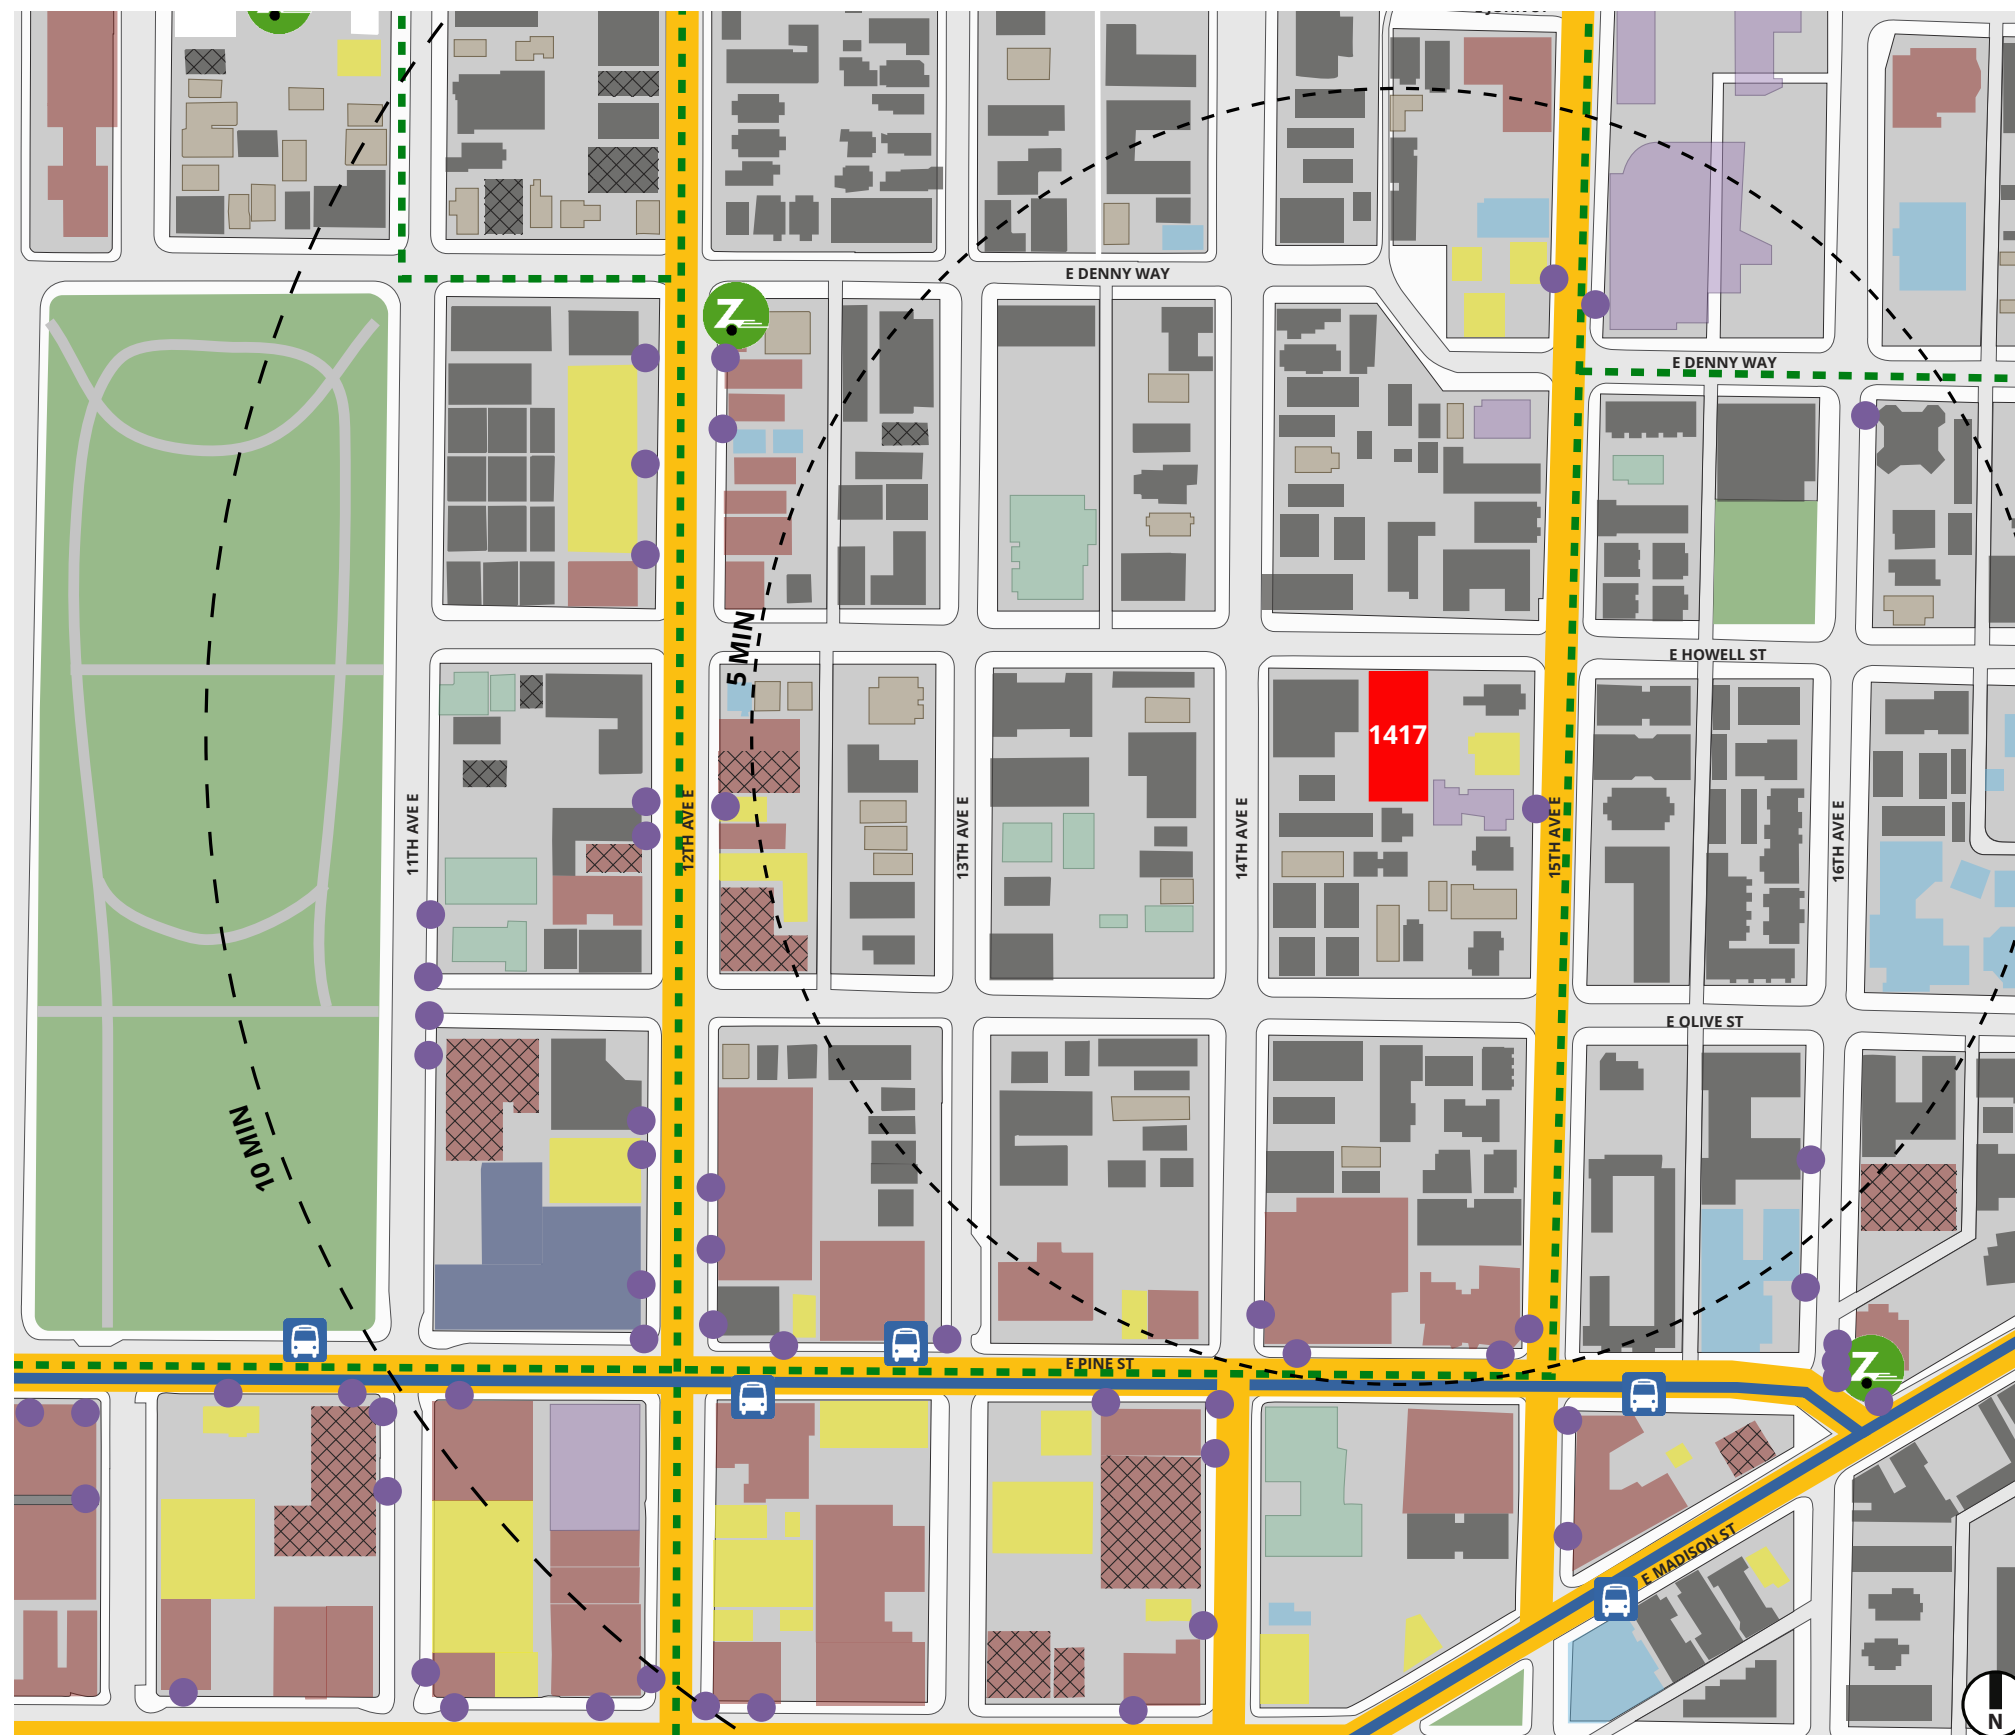 Z
E DENNY WAY
Z
E DENNY WAY
5 MIN
E HOWELL ST
1417
11TH AVE E
12TH AVE E
13TH AVE E
14TH AVE E
15TH AVE E
16TH AVE E
E OLIVE ST
10 MIN
E PINE ST
Z
E MADISON ST
N